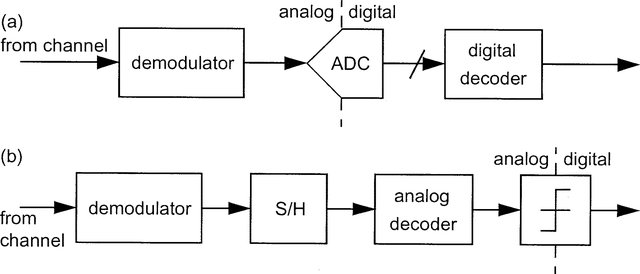 (a)
analog digital
from channel
demodulator
ADC
digital
decoder
(b)
analog digital
from
channel
demodulator
S/H
analog
decoder